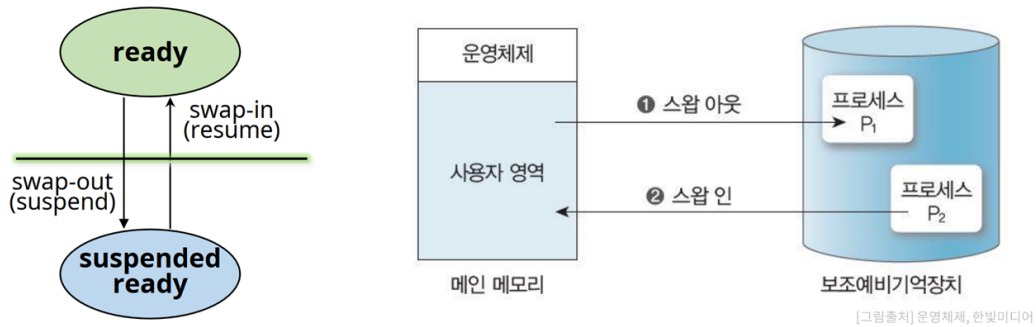 ready
swap-in
(resume)
swap-out
(suspend)
suspended
ready
운영체제
사용자 영역
메인 메모리
❶ 스왑 아웃
❷ 스왑 인
프로세스
P₁
프로세스
P₂
보조예비기억장치
[그림출처] 운영체제, 한빛미디어